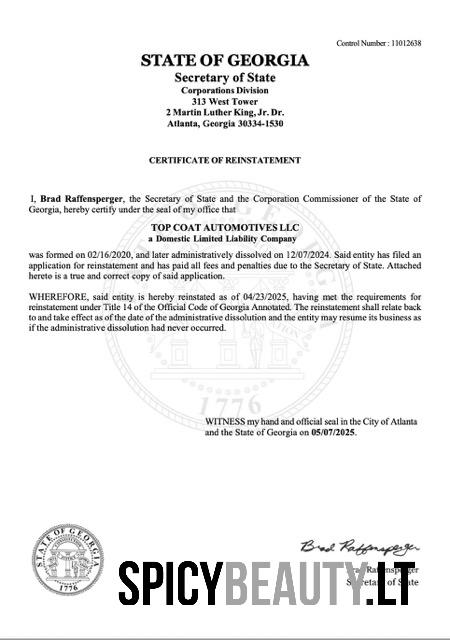 Control Number : 11012638
STATE OF GEORGIA
Secretary of State
Corporations Division
313 West Tower
2 Martin Luther King, Jr. Dr.
Atlanta, Georgia 30334-1530
CERTIFICATE OF REINSTATEMENT
I, Brad Raffensperger, the Secretary of State and the Corporation Commissioner of the State of
Georgia, hereby certify under the seal of my office that
TOP COAT AUTOMOTIVES LLC
a Domestic Limited Liability Company
was formed on 02/16/2020, and later administratively dissolved on 12/07/2024. Said entity has filed an
application for reinstatement and has paid all fees and penalties due to the Secretary of State. Attached
hereto is a true and correct copy of said application.
WHEREFORE, said entity is hereby reinstated as of 04/23/2025, having met the requirements for
reinstatement under Title 14 of the Official Code of Georgia Annotated. The reinstatement shall relate back
to and take effect as of the date of the administrative dissolution and the entity may resume its business as
if the administrative dissolution had never occurred.
1776
WITNESS my hand and official seal in the City of Atlanta
and the State of Georgia on 05/07/2025.
STATE OF GEORGIA
1776
Brad Raffensperger
Brad Raffensperger
Secretary of State
SPICYBEAUTY.LT